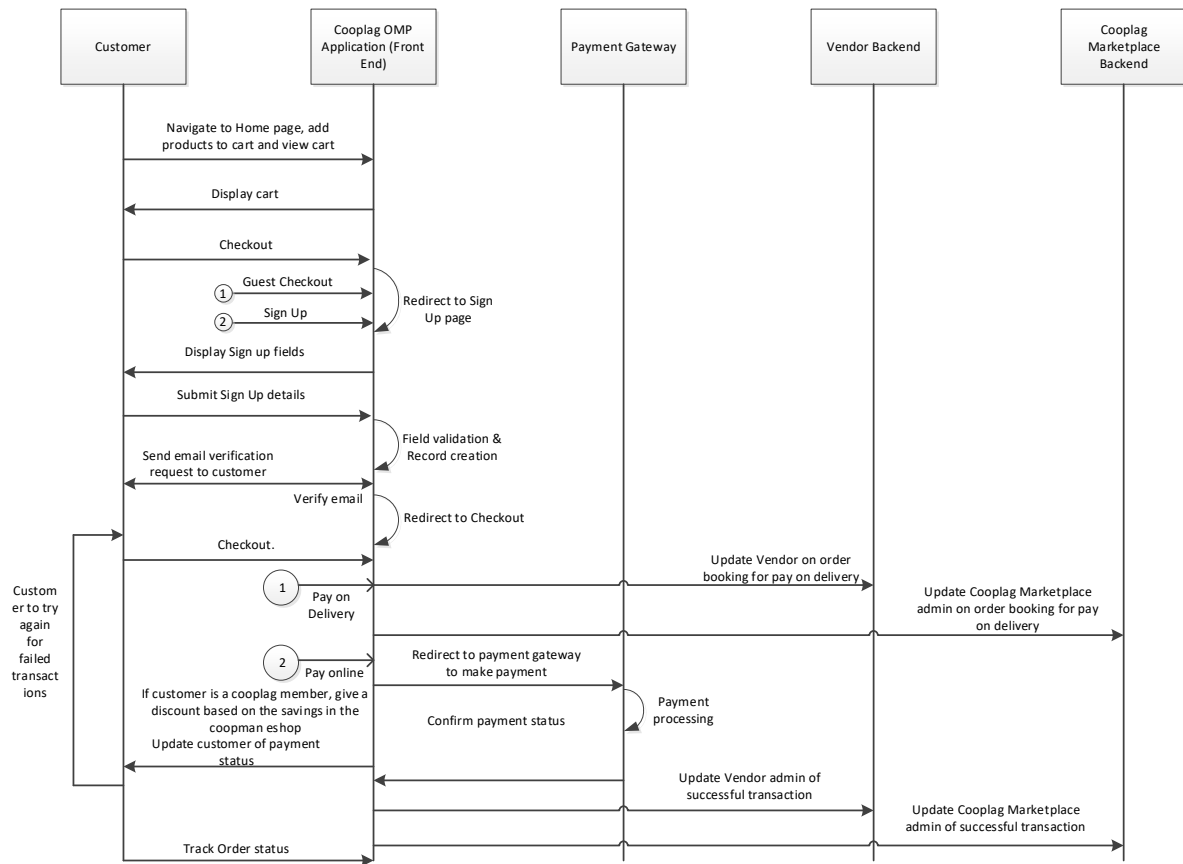 Customer
Cooplag OMP
Application (Front
End)
Payment Gateway
Vendor Backend
Cooplag
Marketplace
Backend
Navigate to Home page, add
products to cart and view cart
Display cart
Checkout
1
Guest Checkout
2
Sign Up
Redirect to Sign
Up page
Display Sign up fields
Submit Sign Up details
Field validation &
Record creation
Send email verification
request to customer
Verify email
Redirect to Checkout
Checkout.
1
Pay on
Delivery
Update Vendor on order
booking for pay on delivery
Update Cooplag Marketplace
admin on order booking for pay
on delivery
Custom
er to try
again
for
failed
transact
ions
2
Pay online
Redirect to payment gateway
to make payment
If customer is a cooplag member, give a
discount based on the savings in the
coopman eshop
Payment
processing
Confirm payment status
Update customer of payment
status
Update Vendor admin of
successful transaction
Update Cooplag Marketplace
admin of successful transaction
Track Order status